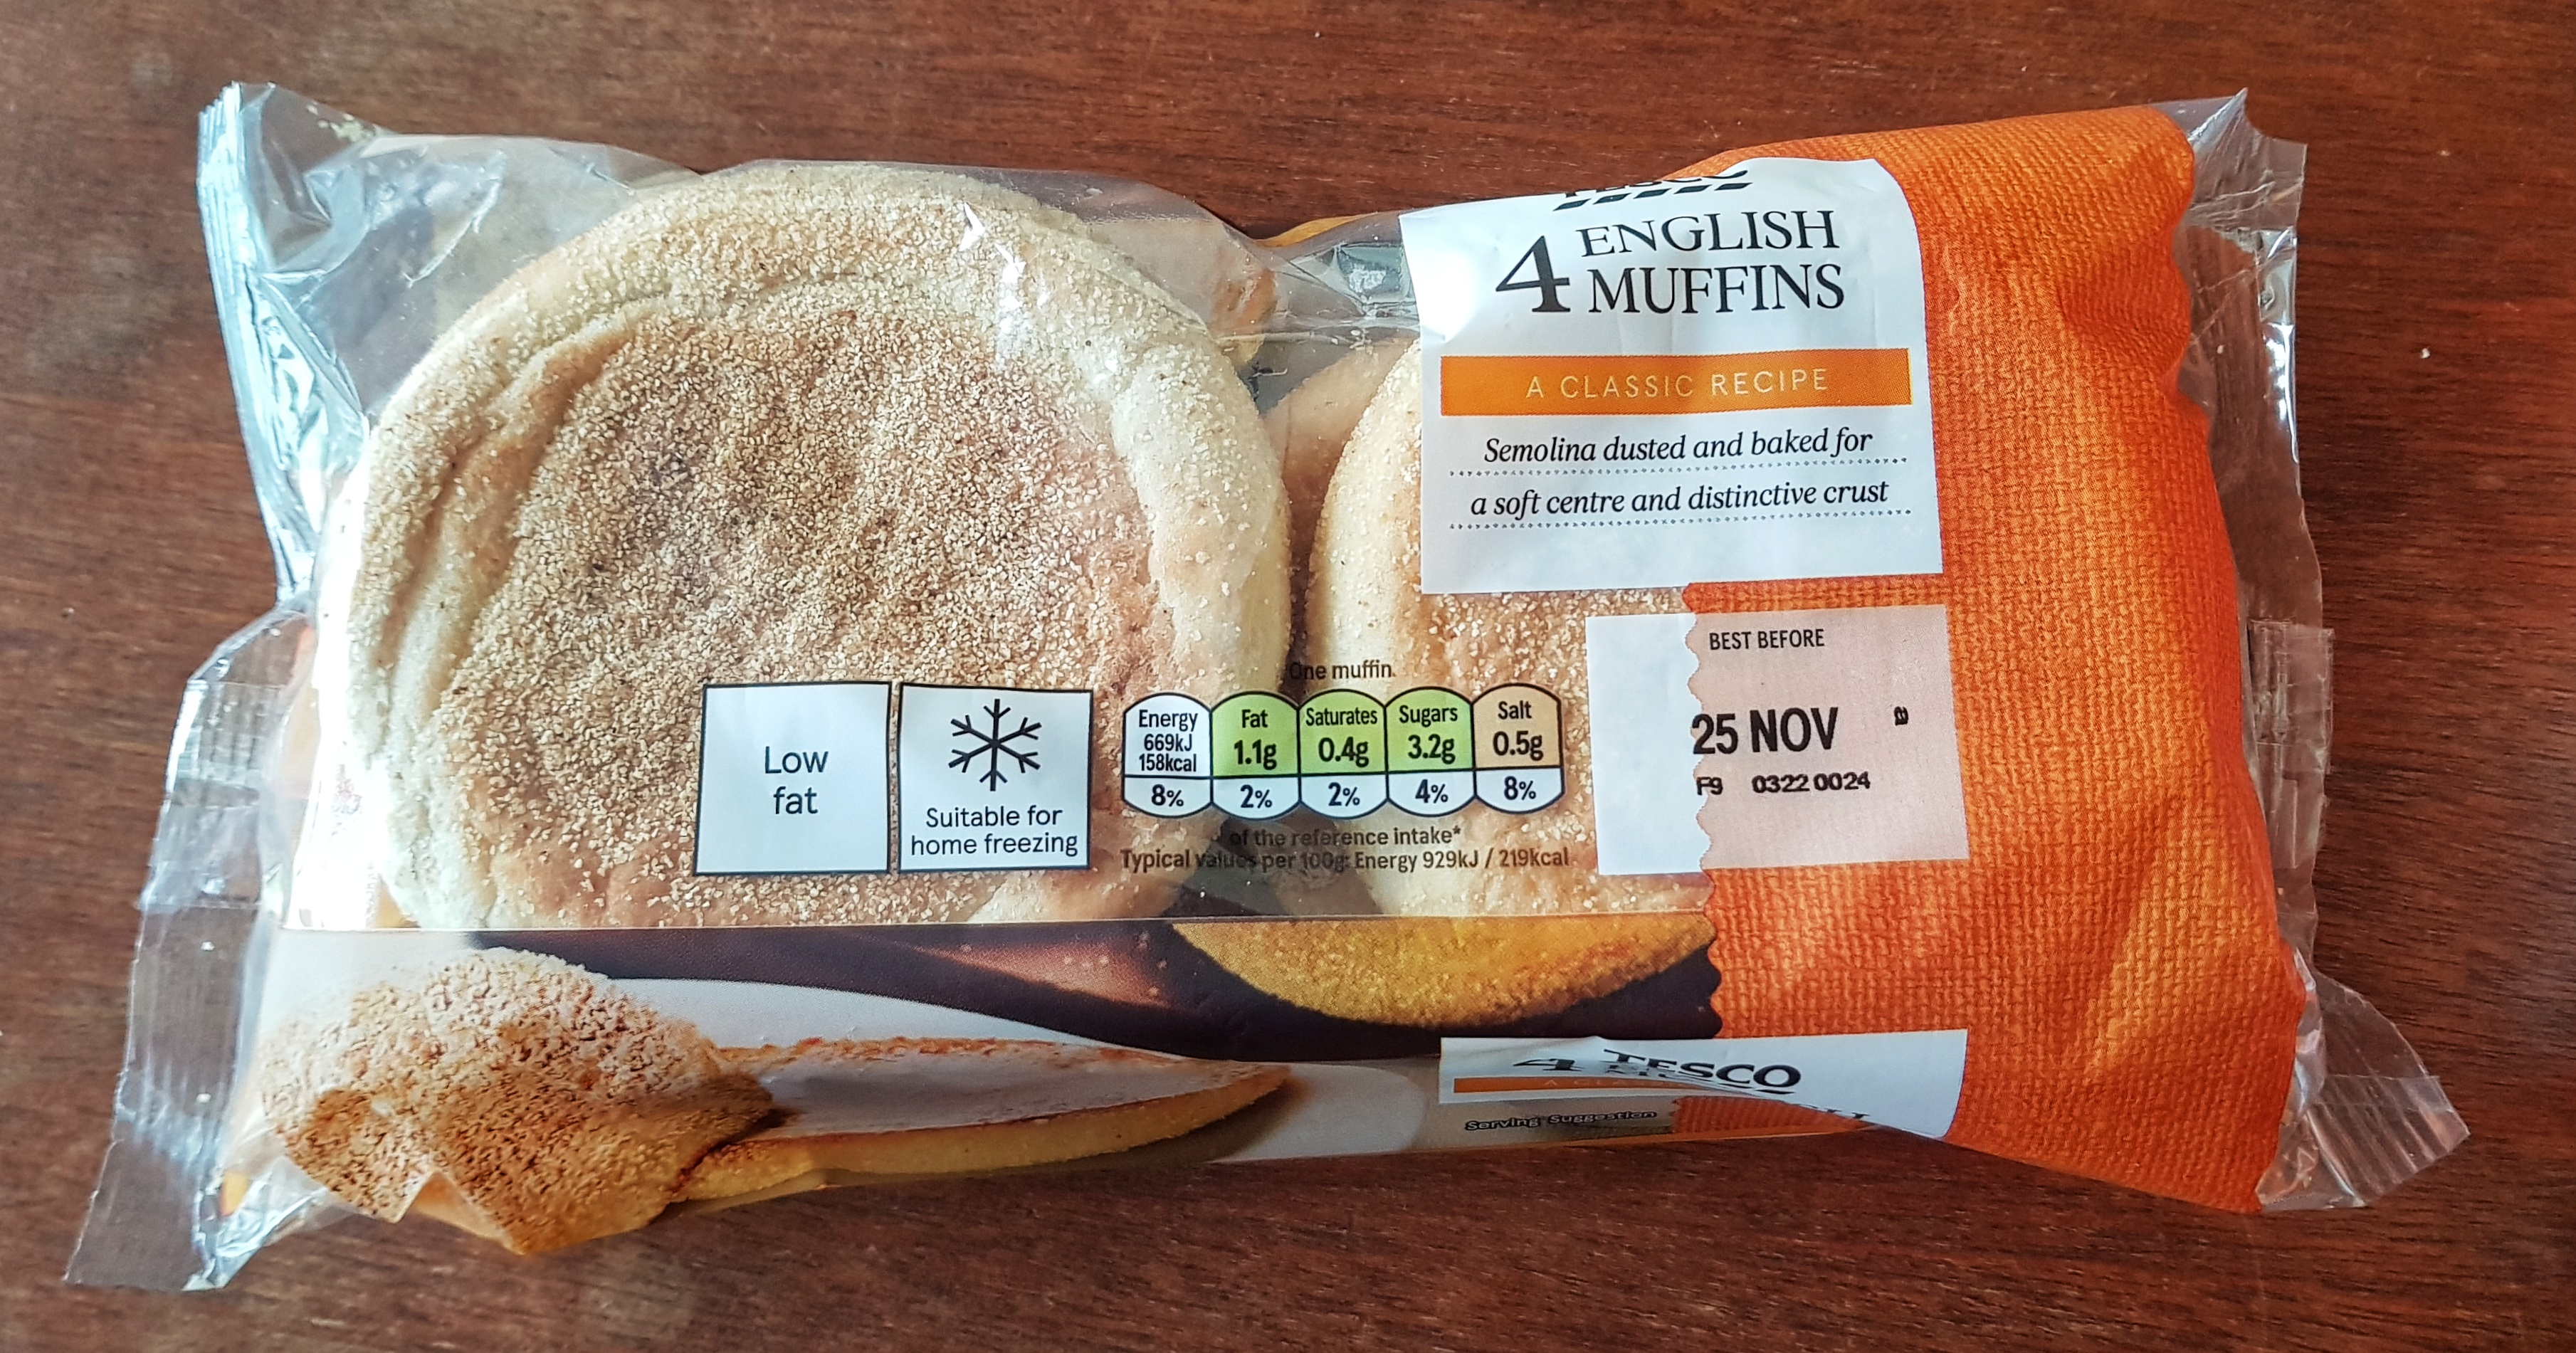 TESCO
4 ENGLISH
MUFFINS
A CLASSIC RECIPE
Semolina dusted and baked for
a soft centre and distinctive crust
BEST BEFORE
25 NOV a
F9 0322 0024
Low
fat
Suitable for
home freezing
One muffin
Energy Fat Saturates Sugars Salt
669kJ
158kcal 1.1g 0.4g 3.2g 0.5g
8% 2% 2% 4% 8%
of the reference intake*
Typical values per 100g: Energy 929kJ / 219kcal
4 TESCO
Serving Suggestion